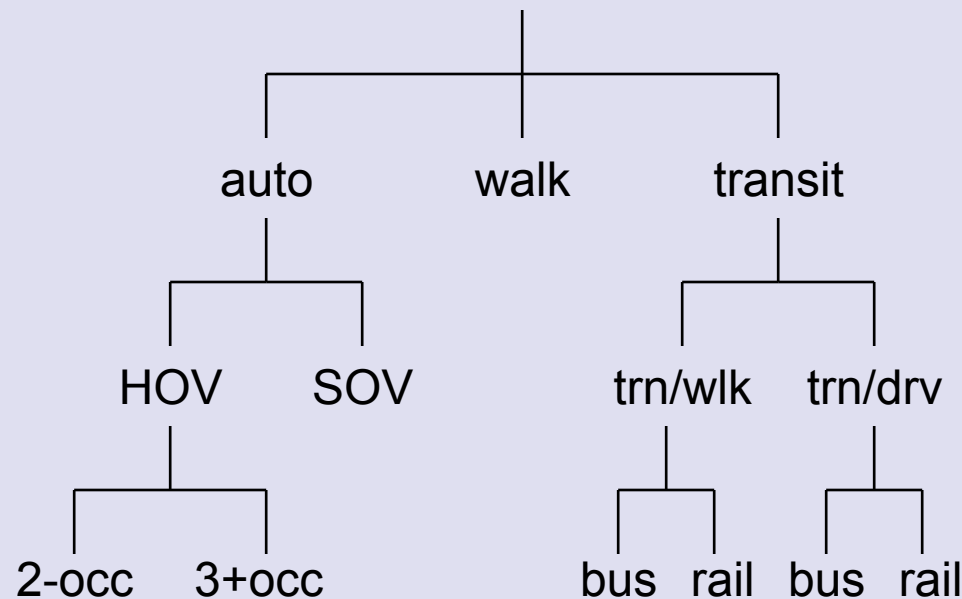 auto walk transit
HOV SOV trn/wlk trn/drv
2-occ 3+occ bus rail bus rail